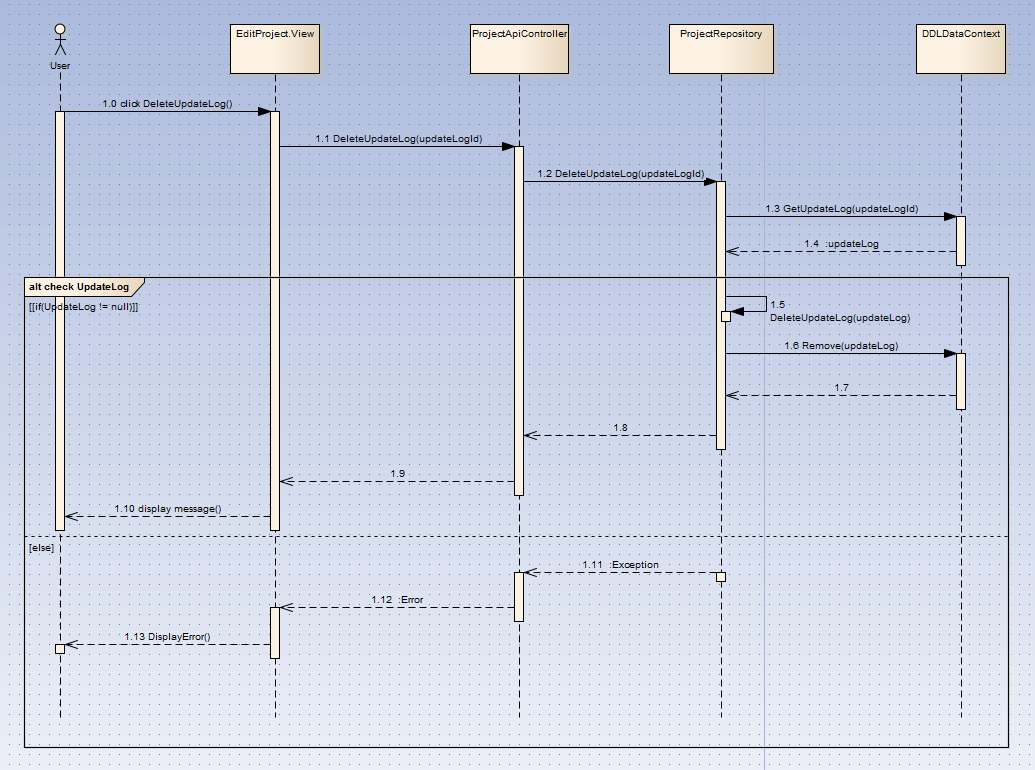 User
EditProject.View
ProjectApiController
ProjectRepository
DDLDataContext
1.0 click DeleteUpdateLog()
1.1 DeleteUpdateLog(updateLogId)
1.2 DeleteUpdateLog(updateLogId)
1.3 GetUpdateLog(updateLogId)
1.4 :updateLog
alt check UpdateLog
[[if(UpdateLog != null)]]
1.5
DeleteUpdateLog(updateLog)
1.6 Remove(updateLog)
1.7
1.8
1.9
1.10 display message()
[else]
1.11 :Exception
1.12 :Error
1.13 DisplayError()